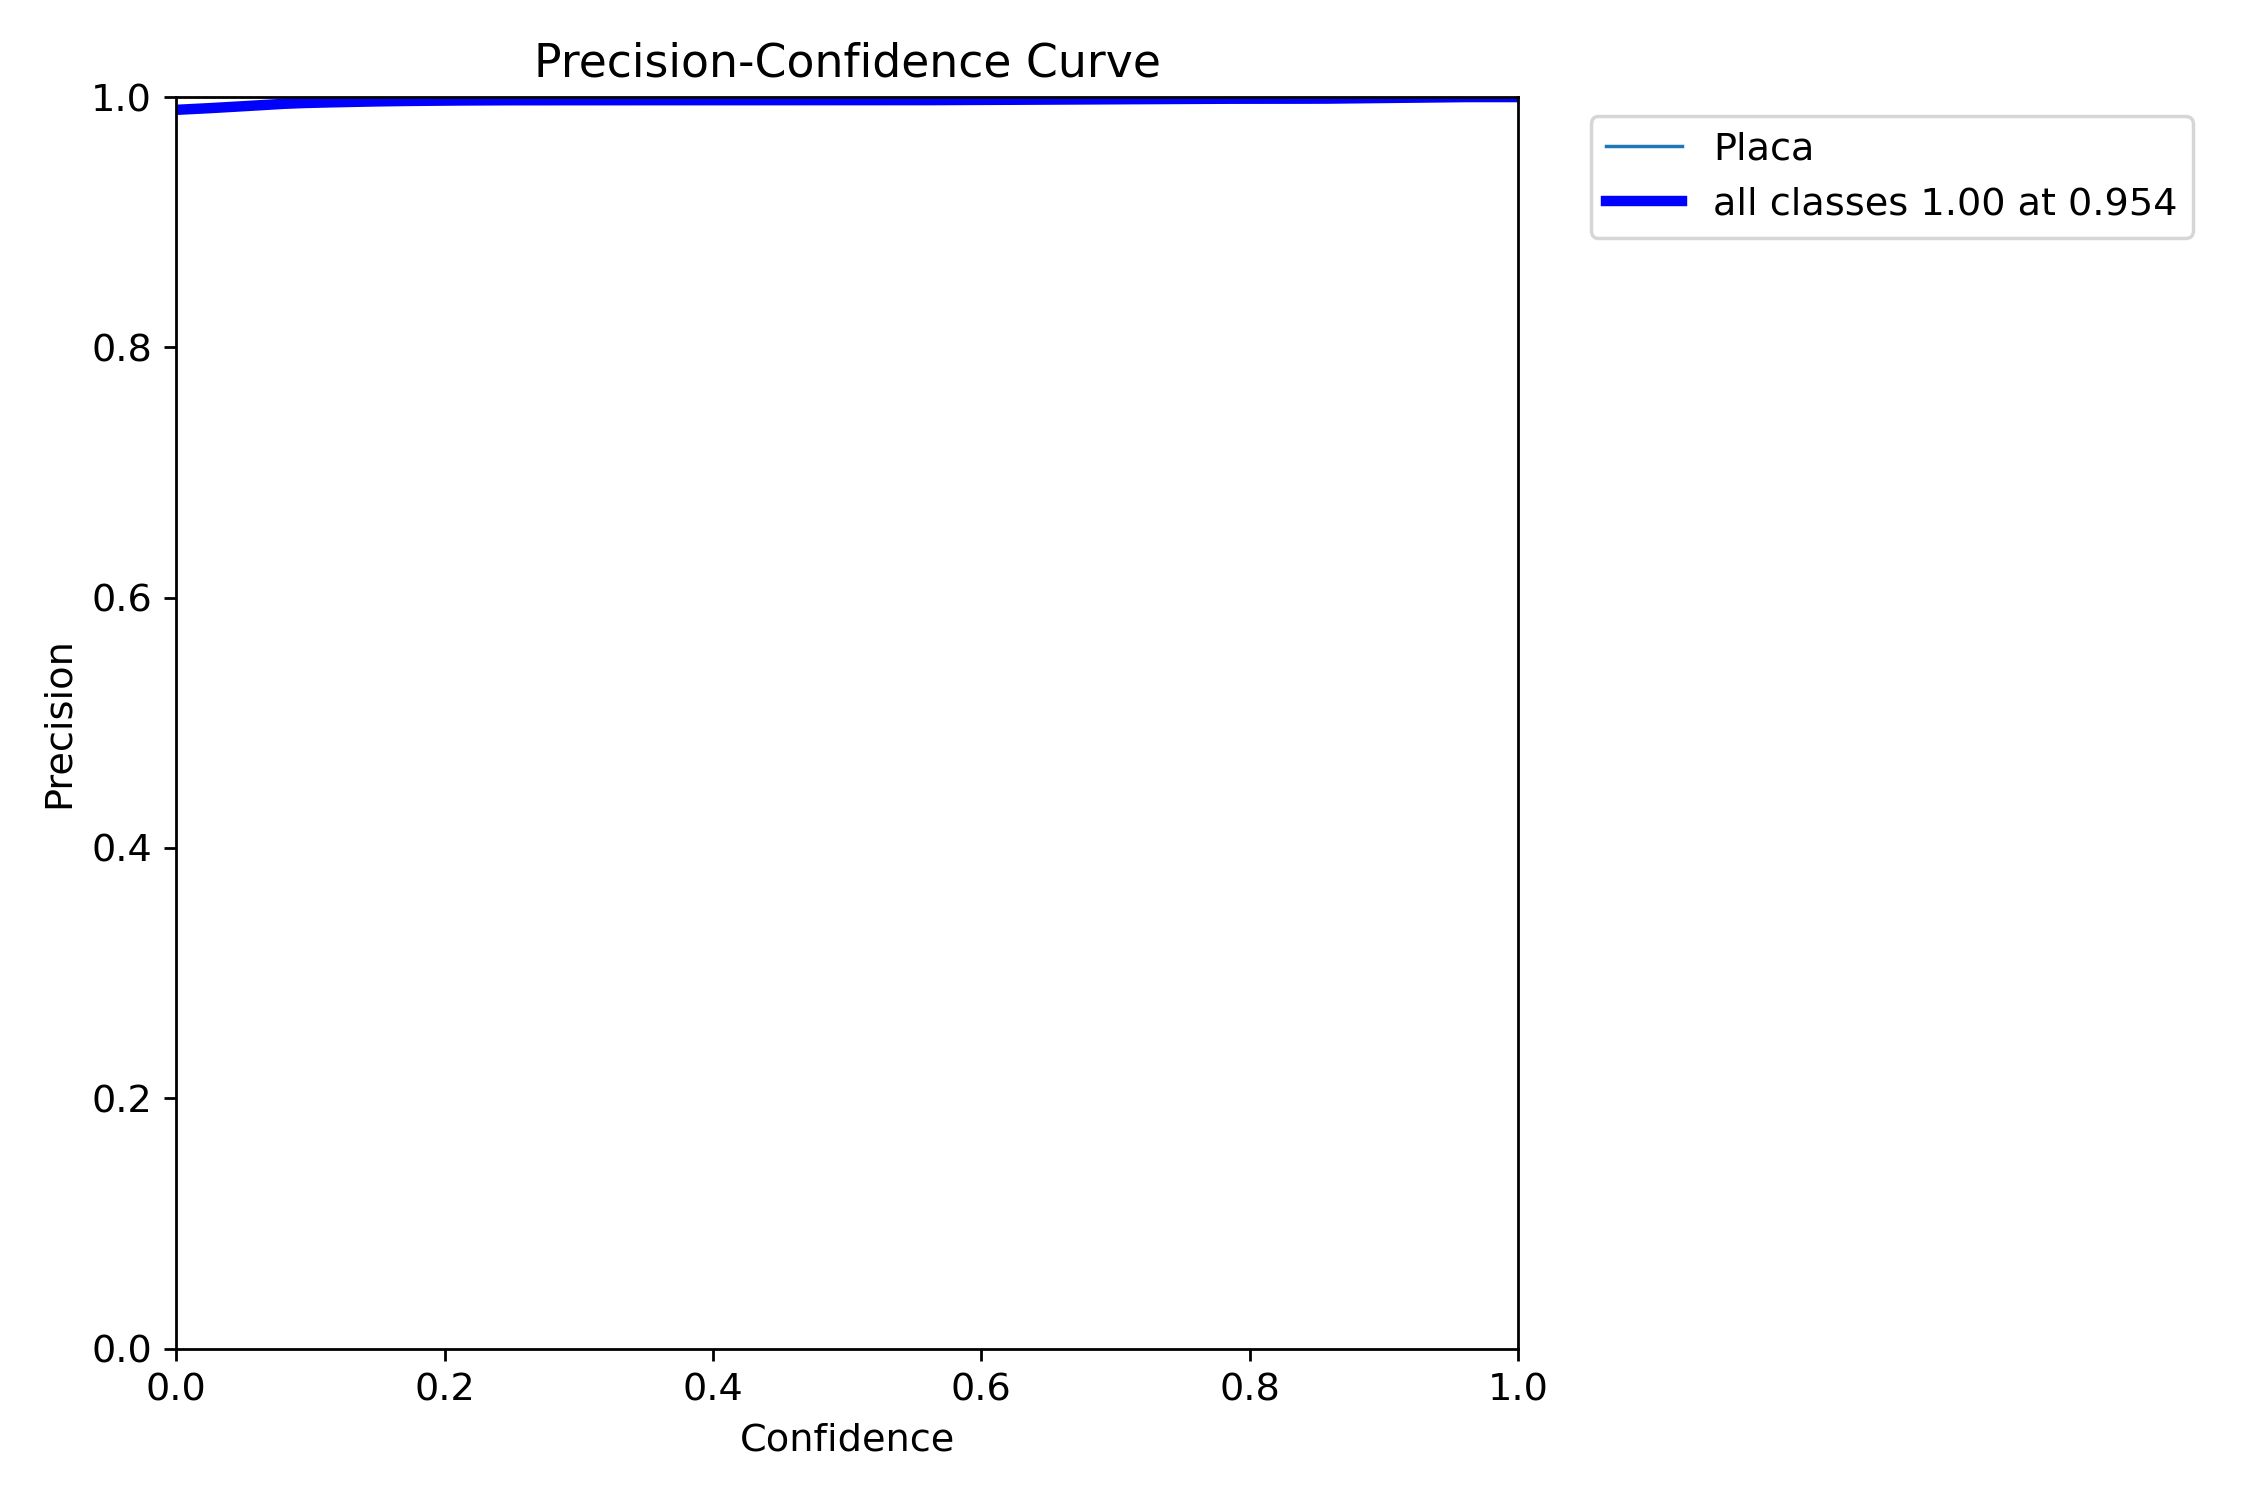 Precision-Confidence Curve
1.0
0.8
0.6
0.4
0.2
0.0
Precision
0.0 0.2 0.4 0.6 0.8 1.0
Confidence
Placa
all classes 1.00 at 0.954